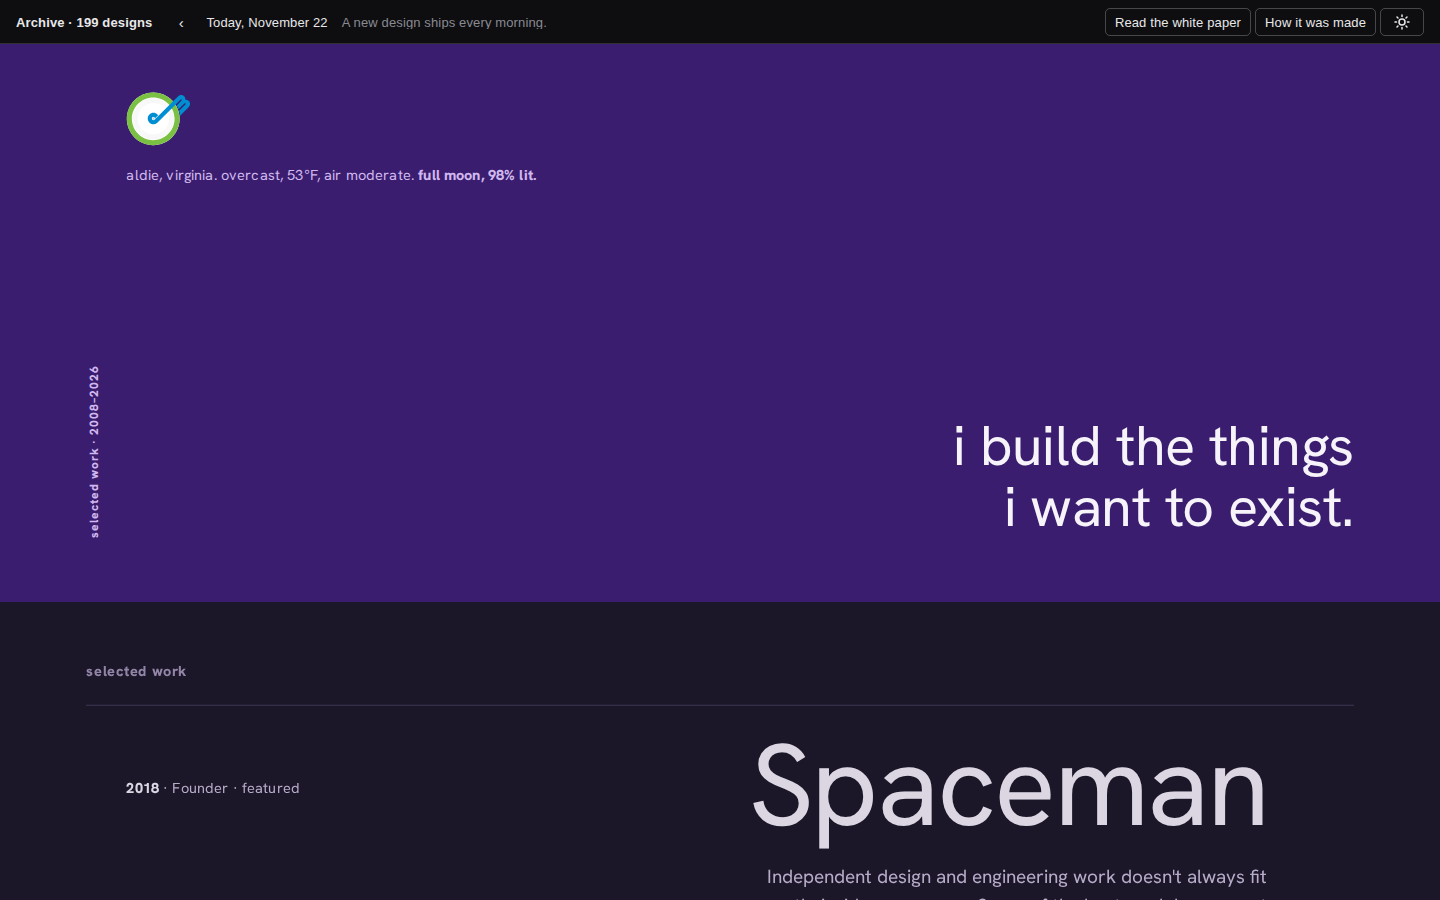 Archive · 199 designs
‹
Today, November 22
A new design ships every morning.
Read the white paper
How it was made
aldie, virginia. overcast, 53°F, air moderate. full moon, 98% lit.
selected work · 2008–2026
i build the things
i want to exist.
selected work
2018 · Founder · featured
Spaceman
Independent design and engineering work doesn't always fit